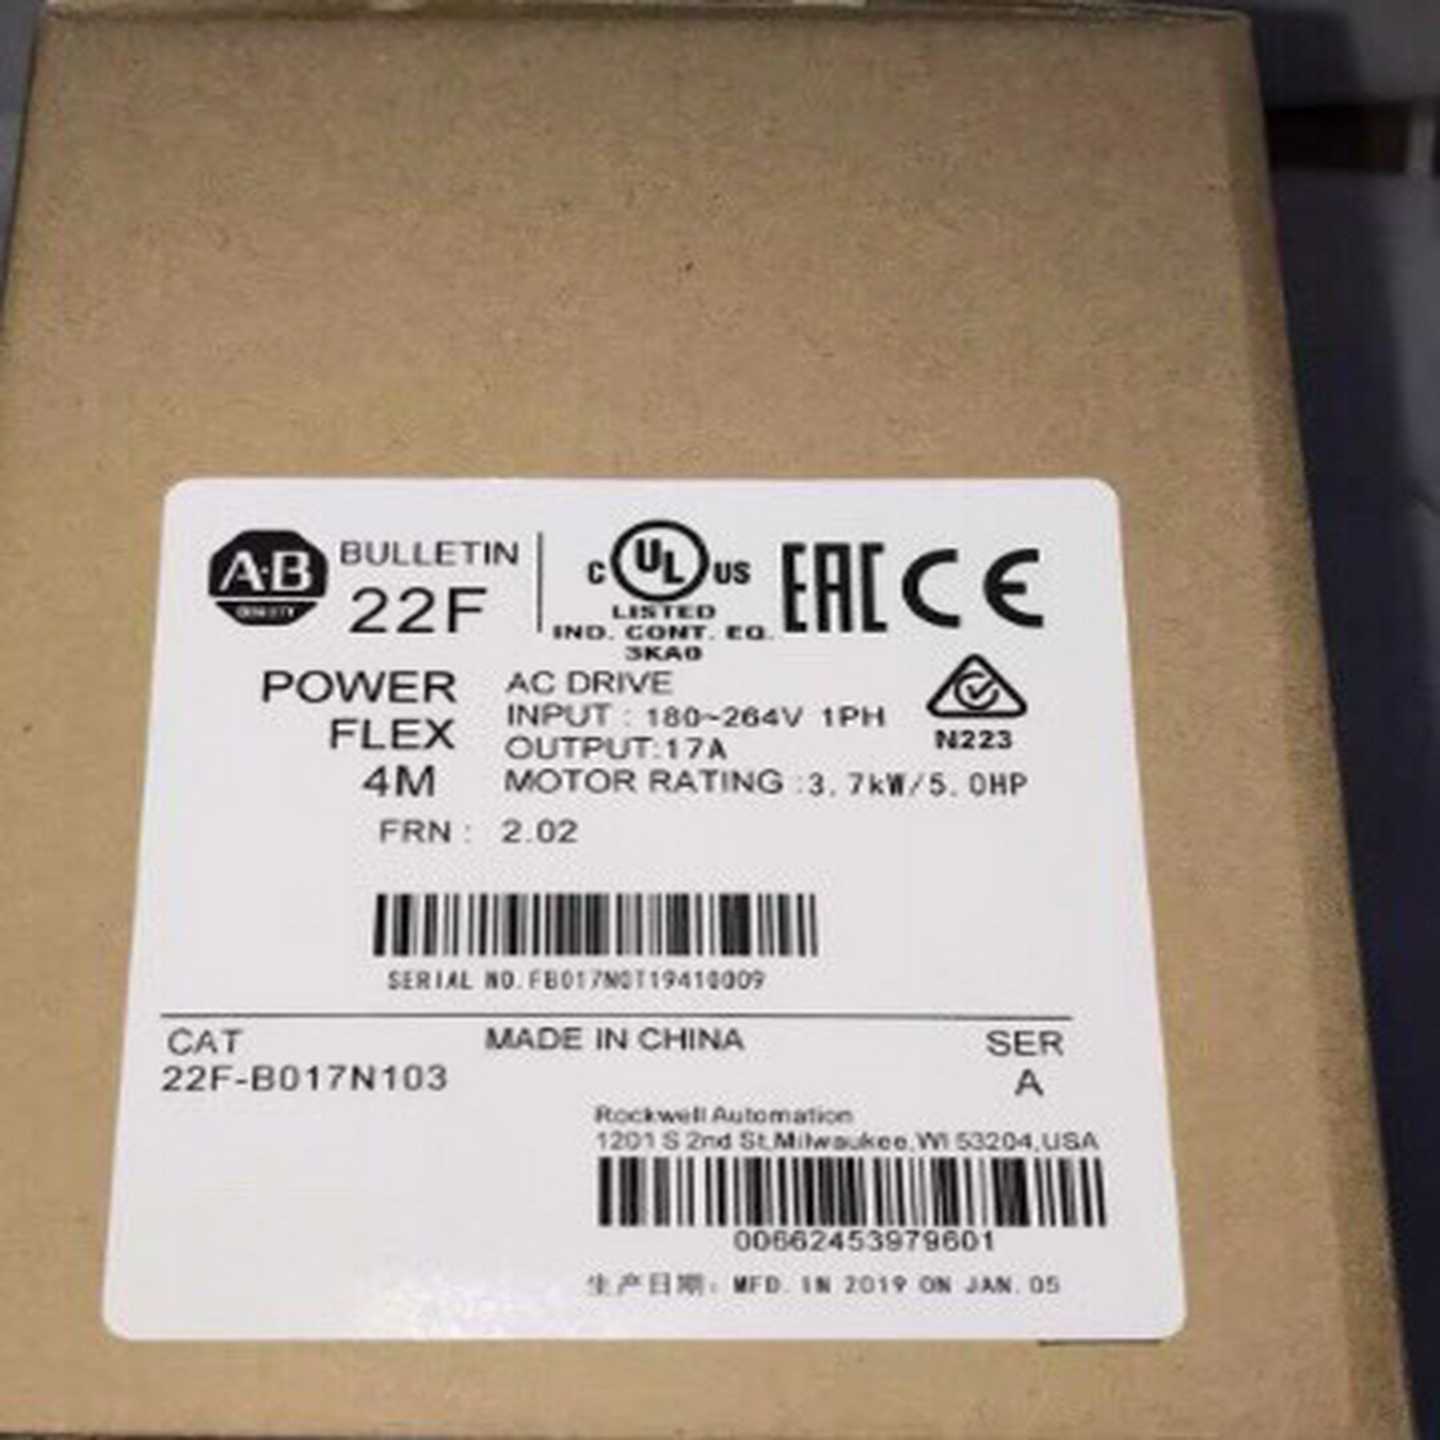 A-B
QUALITY
BULLETIN
22F
C UL US
LISTED
IND. CONT. EQ.
3KA0
EAC CE
POWER
FLEX
4M
AC DRIVE
INPUT : 180~264V 1PH
OUTPUT:17A
MOTOR RATING :3.7kW/5.0HP
N223
FRN : 2.02
SERIAL NO.FB017N0T19410009
CAT
22F-B017N103
MADE IN CHINA
SER
A
Rockwell Automation
1201 S 2nd St.Milwaukee,WI 53204,USA
00662453979601
生产日期: MFD. IN 2019 ON JAN. 05